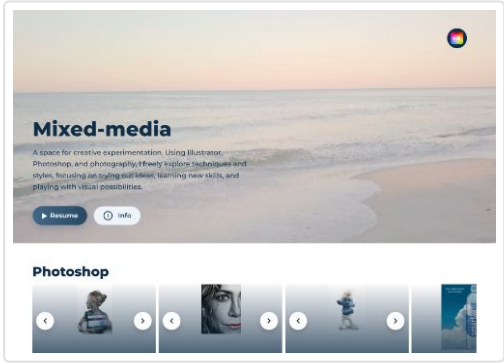 Mixed-media
A space for creative experimentation. Using Illustrator,
Photoshop, and photography, I freely explore techniques and
styles, focusing on trying out ideas, learning new skills, and
playing with visual possibilities.
Resume
Info
Photoshop